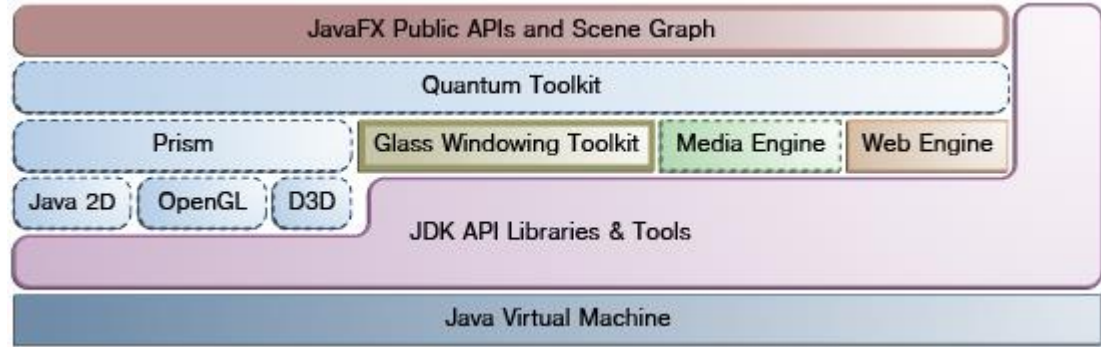 JavaFX Public APIs and Scene Graph
Quantum Toolkit
Prism
Glass Windowing Toolkit
Media Engine
Web Engine
Java 2D
OpenGL
D3D
JDK API Libraries & Tools
Java Virtual Machine